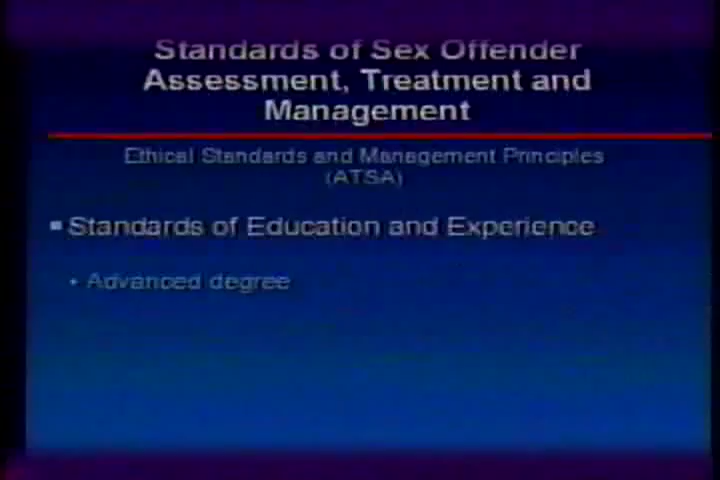 Standards of Sex Offender
Assessment, Treatment and
Management
Ethical Standards and Management Principles
(ATSA)
▪ Standards of Education and Experience
• Advanced degree